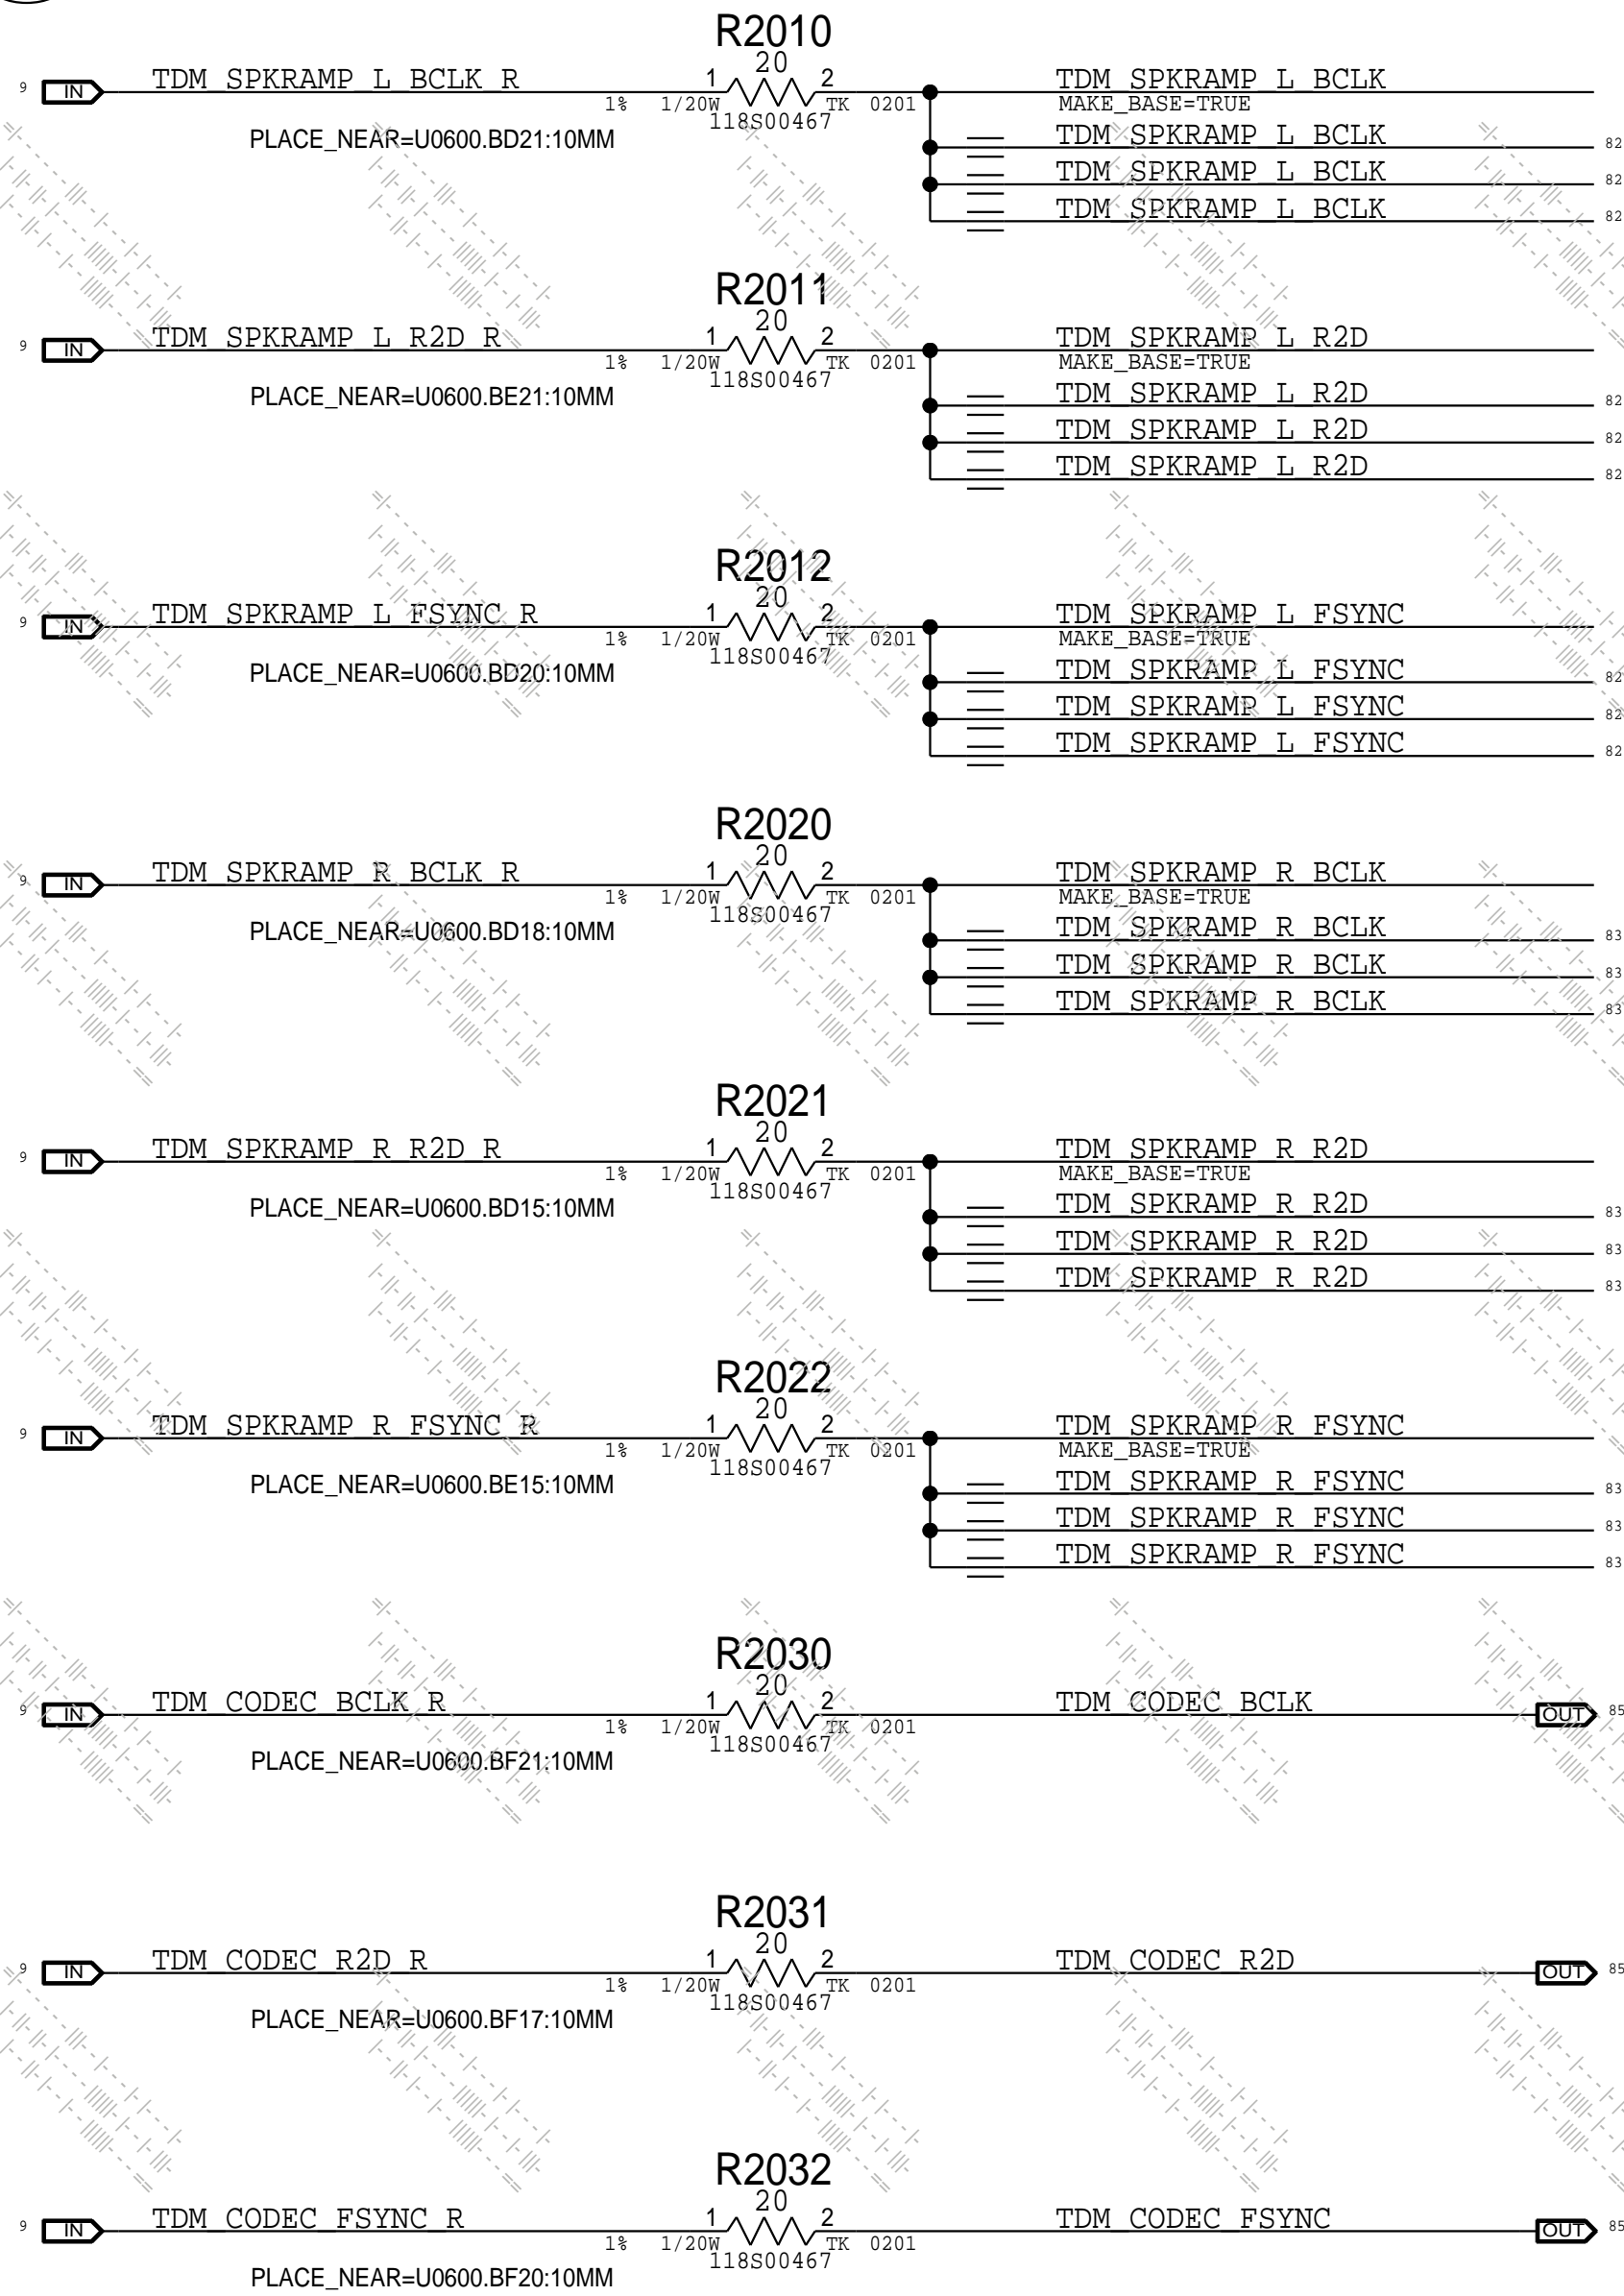 R2010
20
9 IN TDM_SPKRAMP_L_BCLK_R 1 2 TDM_SPKRAMP_L_BCLK
1% 1/20W TK 0201 MAKE_BASE=TRUE
118S00467
PLACE_NEAR=U0600.BD21:10MM TDM_SPKRAMP_L_BCLK 82
TDM_SPKRAMP_L_BCLK 82
TDM_SPKRAMP_L_BCLK 82
R2011
20
9 IN TDM_SPKRAMP_L_R2D_R 1 2 TDM_SPKRAMP_L_R2D
1% 1/20W TK 0201 MAKE_BASE=TRUE
118S00467
PLACE_NEAR=U0600.BE21:10MM TDM_SPKRAMP_L_R2D 82
TDM_SPKRAMP_L_R2D 82
TDM_SPKRAMP_L_R2D 82
R2012
20
9 IN TDM_SPKRAMP_L_FSYNC_R 1 2 TDM_SPKRAMP_L_FSYNC
1% 1/20W TK 0201 MAKE_BASE=TRUE
118S00467
PLACE_NEAR=U0600.BD20:10MM TDM_SPKRAMP_L_FSYNC 82
TDM_SPKRAMP_L_FSYNC 82
TDM_SPKRAMP_L_FSYNC 82
R2020
20
9 IN TDM_SPKRAMP_R_BCLK_R 1 2 TDM_SPKRAMP_R_BCLK
1% 1/20W TK 0201 MAKE_BASE=TRUE
118S00467
PLACE_NEAR=U0600.BD18:10MM TDM_SPKRAMP_R_BCLK 83
TDM_SPKRAMP_R_BCLK 83
TDM_SPKRAMP_R_BCLK 83
R2021
20
9 IN TDM_SPKRAMP_R_R2D_R 1 2 TDM_SPKRAMP_R_R2D
1% 1/20W TK 0201 MAKE_BASE=TRUE
118S00467
PLACE_NEAR=U0600.BD15:10MM TDM_SPKRAMP_R_R2D 83
TDM_SPKRAMP_R_R2D 83
TDM_SPKRAMP_R_R2D 83
R2022
20
9 IN TDM_SPKRAMP_R_FSYNC_R 1 2 TDM_SPKRAMP_R_FSYNC
1% 1/20W TK 0201 MAKE_BASE=TRUE
118S00467
PLACE_NEAR=U0600.BE15:10MM TDM_SPKRAMP_R_FSYNC 83
TDM_SPKRAMP_R_FSYNC 83
TDM_SPKRAMP_R_FSYNC 83
R2030
20
9 IN TDM_CODEC_BCLK_R 1 2 TDM_CODEC_BCLK OUT 85
1% 1/20W TK 0201
118S00467
PLACE_NEAR=U0600.BF21:10MM
R2031
20
9 IN TDM_CODEC_R2D_R 1 2 TDM_CODEC_R2D OUT 85
1% 1/20W TK 0201
118S00467
PLACE_NEAR=U0600.BF17:10MM
R2032
20
9 IN TDM_CODEC_FSYNC_R 1 2 TDM_CODEC_FSYNC OUT 85
1% 1/20W TK 0201
118S00467
PLACE_NEAR=U0600.BF20:10MM